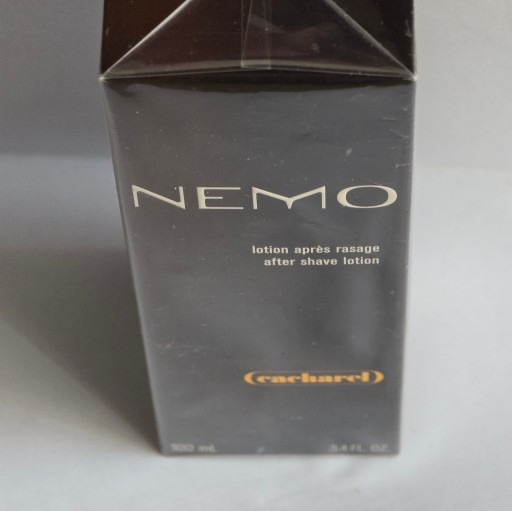 NEMO
lotion après rasage
after shave lotion
(cacharel)
100 mL 3.4 FL. OZ.